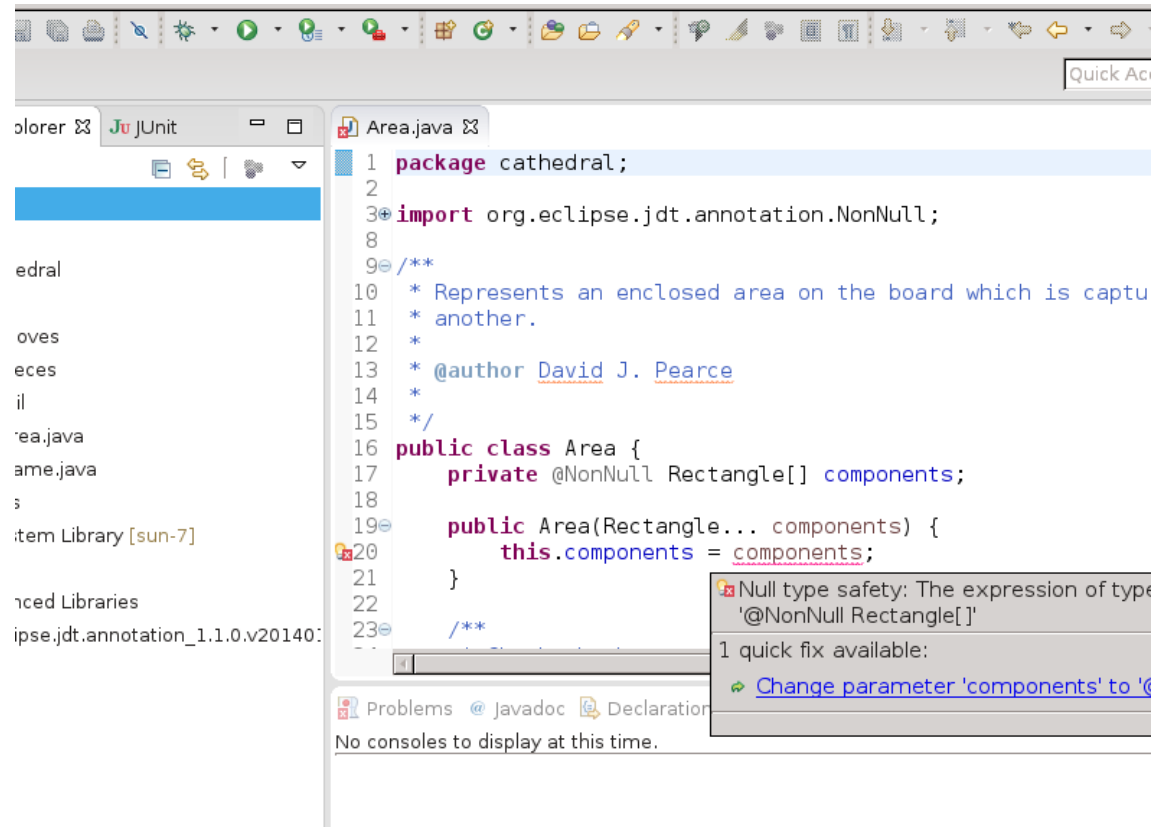 Quick Ac
plorer
JUnit
Area.java
edral
oves
eces
il
rea.java
ame.java
s
stem Library [sun-7]
nced Libraries
ipse.jdt.annotation_1.1.0.v20140
1 package cathedral;
2
3 import org.eclipse.jdt.annotation.NonNull;
8
9 /**
10 * Represents an enclosed area on the board which is captu
11 * another.
12 *
13 * @author David J. Pearce
14 *
15 */
16 public class Area {
17 private @NonNull Rectangle[] components;
18
19 public Area(Rectangle... components) {
20 this.components = components;
21 }
22
23 /**
Null type safety: The expression of type
'@NonNull Rectangle[]'
1 quick fix available:
Change parameter 'components' to '@
Problems @ Javadoc Declaration
No consoles to display at this time.